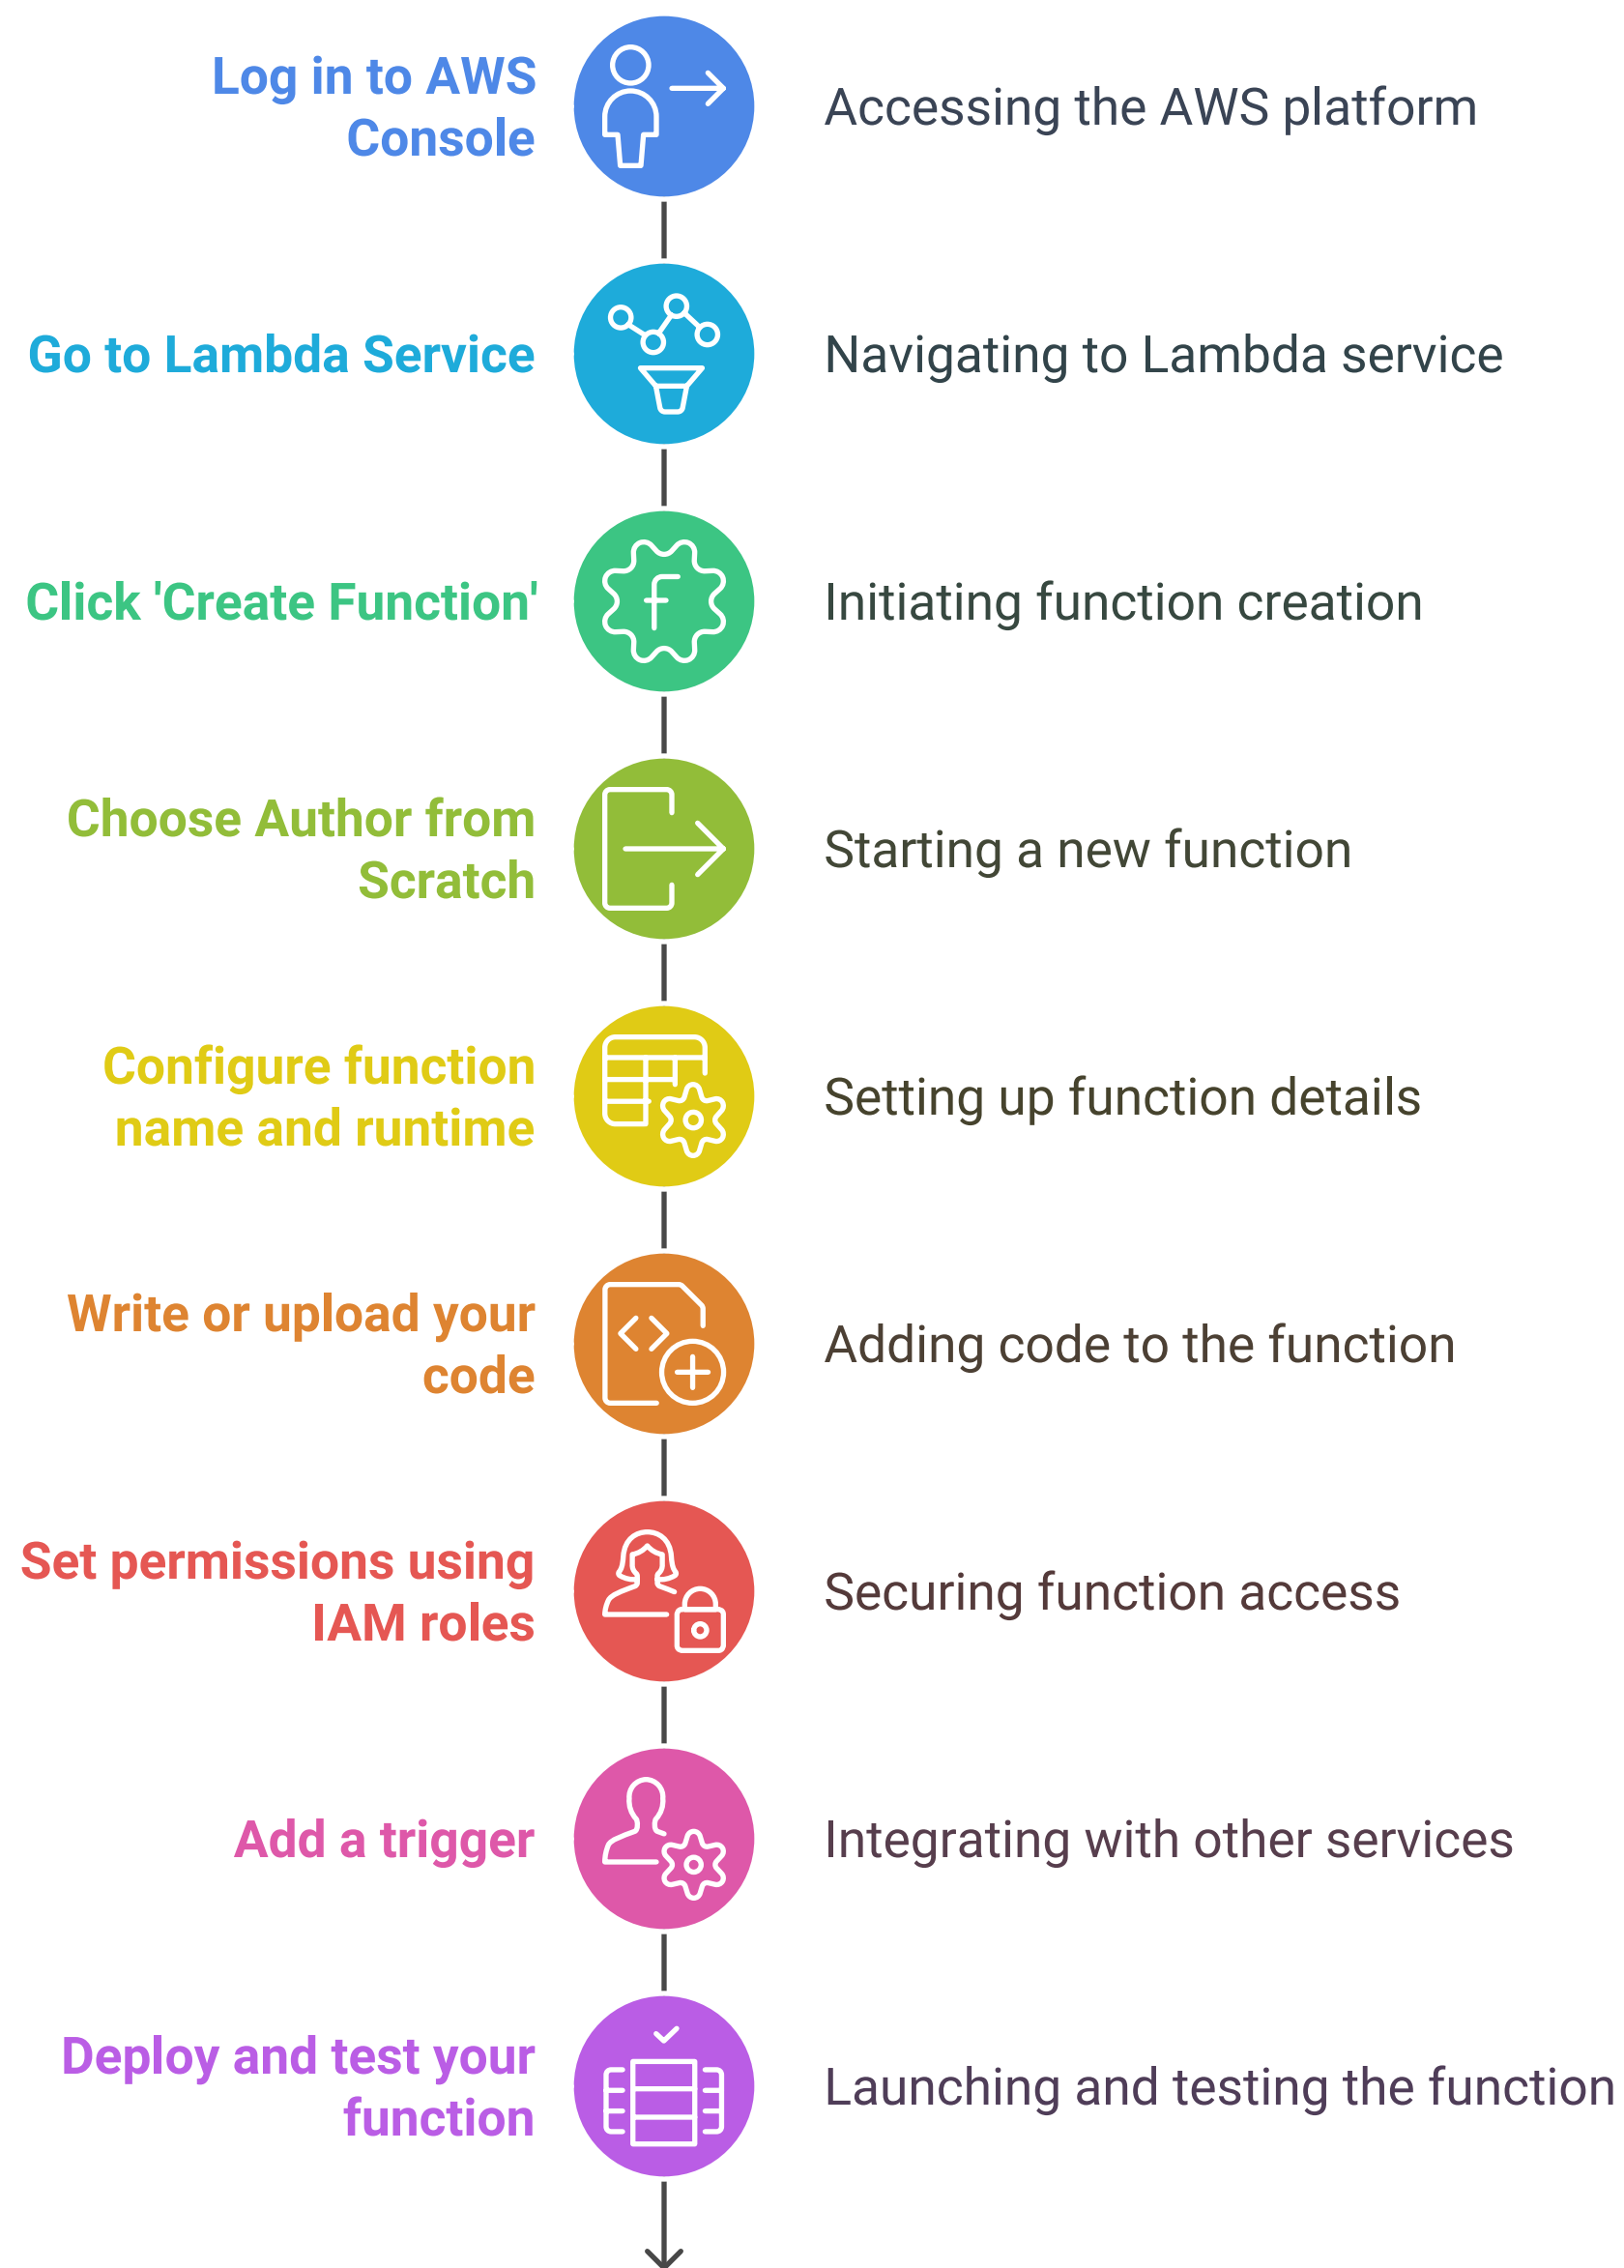 Log in to AWS
Console
Accessing the AWS platform
Go to Lambda Service
Navigating to Lambda service
Click 'Create Function'
Initiating function creation
Choose Author from
Scratch
Starting a new function
Configure function
name and runtime
Setting up function details
Write or upload your
code
Adding code to the function
Set permissions using
IAM roles
Securing function access
Add a trigger
Integrating with other services
Deploy and test your
function
Launching and testing the function